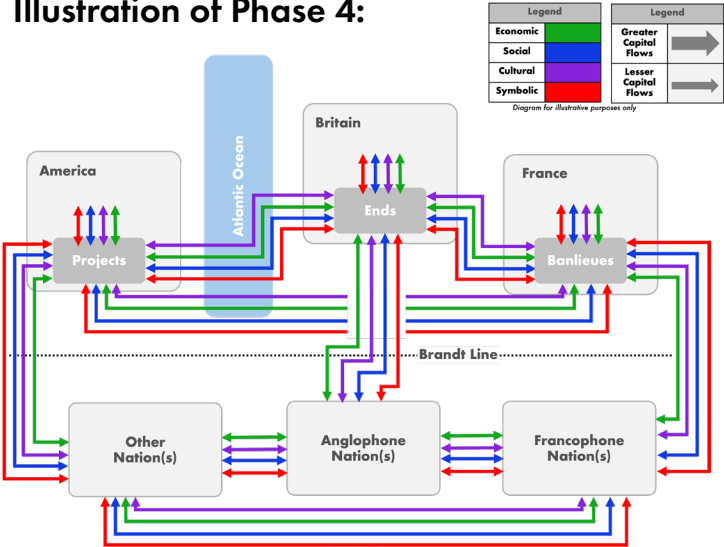 Illustration of Phase 4:
Legend
Economic
Social
Cultural
Symbolic
Legend
Greater
Capital
Flows
Lesser
Capital
Flows
Diagram for illustrative purposes only
Britain
America
Atlantic Ocean
France
Ends
Projects
Banlieues
Brandt Line
Other
Nation(s)
Anglophone
Nation(s)
Francophone
Nation(s)